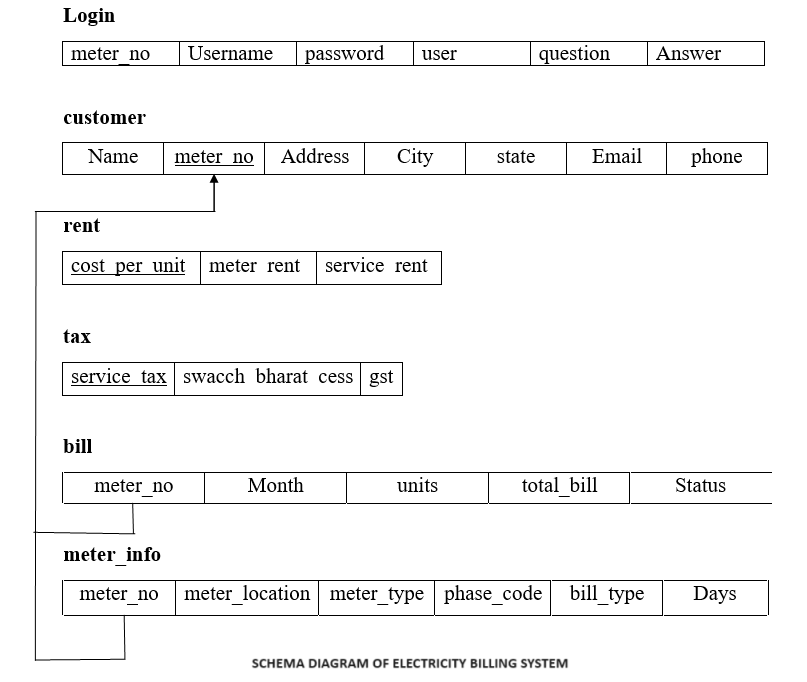 Login
meter_no Username password user question Answer
customer
Name meter_no Address City state Email phone
rent
cost_per_unit meter_rent service_rent
tax
service_tax swacch_bharat_cess gst
bill
meter_no Month units total_bill Status
meter_info
meter_no meter_location meter_type phase_code bill_type Days
SCHEMA DIAGRAM OF ELECTRICITY BILLING SYSTEM